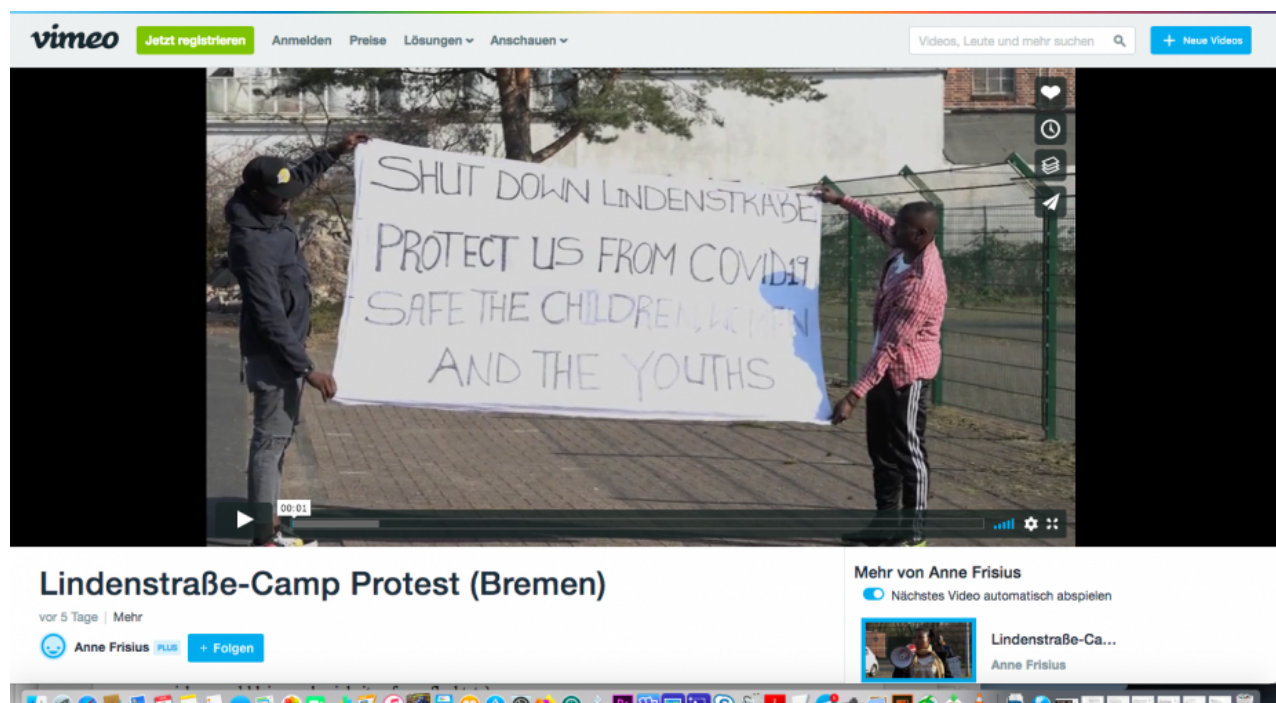 vimeo
Jetzt registrieren Anmelden Preise Lösungen Anschauen Videos, Leute und mehr suchen + Neue Videos
SHUT DOWN LINDENSTRAßE
PROTECT US FROM COVID19
SAFE THE CHILDREN, WOMEN
AND THE YOUTHS
00:01
Lindenstraße-Camp Protest (Bremen)
vor 5 Tage | Mehr
Anne Frisius PLUS + Folgen
Mehr von Anne Frisius
Nächstes Video automatisch abspielen
Lindenstraße-Ca...
Anne Frisius